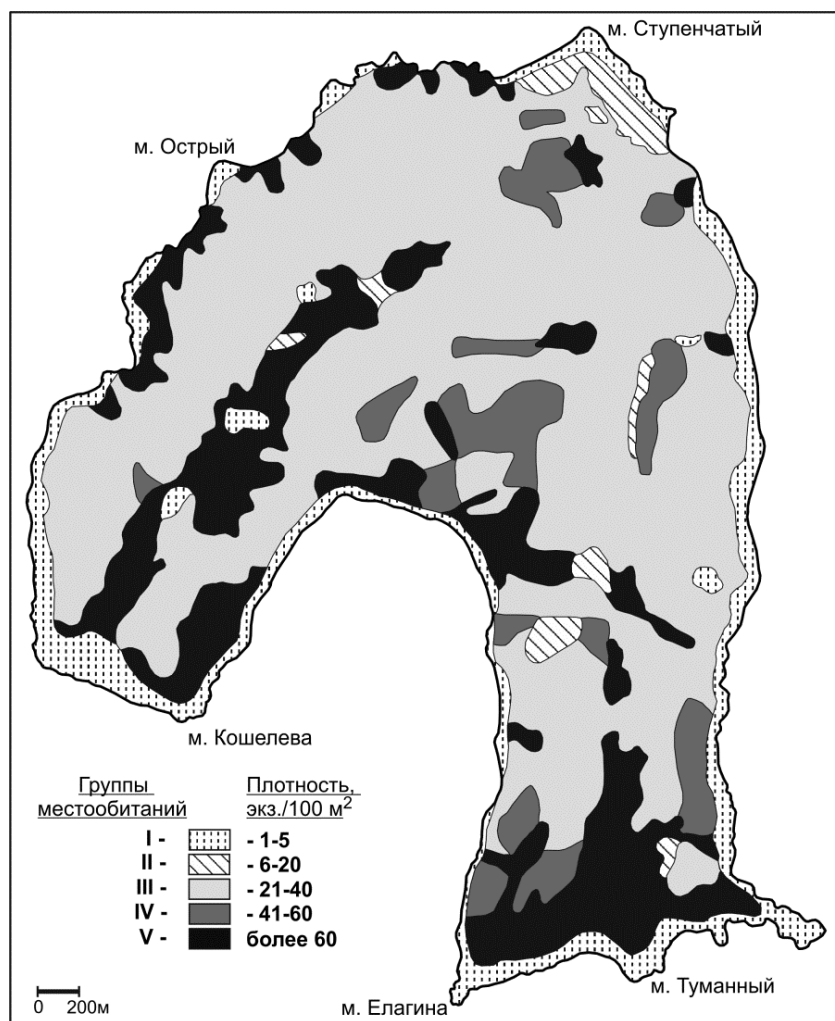 м. Ступенчатый
м. Острый
м. Кошелева
Группы местообитаний
Плотность, экз./100 м²
I - - 1-5
II - - 6-20
III - - 21-40
IV - - 41-60
V - более 60
0 200м
м. Елагина
м. Туманный